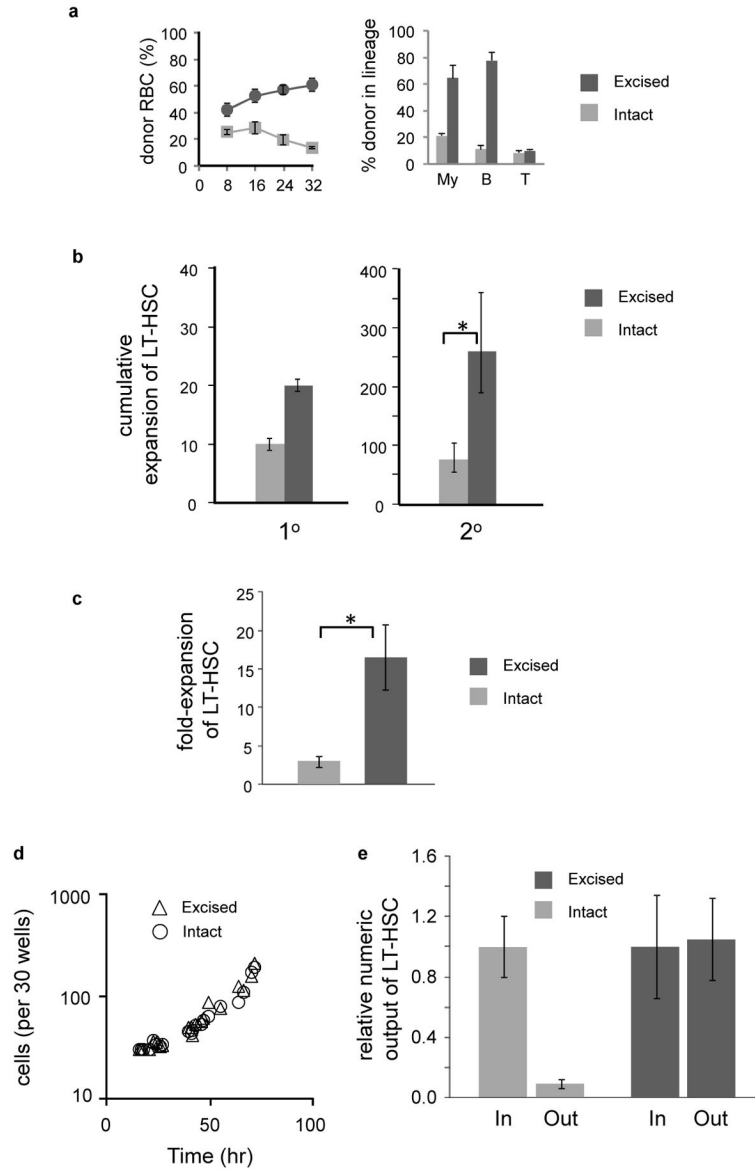 a
donor RBC (%)
100
80
60
40
20
0
0 8 16 24 32
% donor in lineage
100
80
60
40
20
0
My B T
Excised
Intact
b
cumulative
expansion of LT-HSC
40
30
20
10
0
1º
400
300
250
100
0
2º
*
Excised
Intact
c
fold-expansion
of LT-HSC
25
20
15
10
5
0
*
Excised
Intact
d
cells (per 30 wells)
1000
100
10
0 50 100
Time (hr)
Excised
Intact
e
relative numeric
output of LT-HSC
1.6
1.2
0.8
0.4
0.0
In Out In Out
Excised
Intact